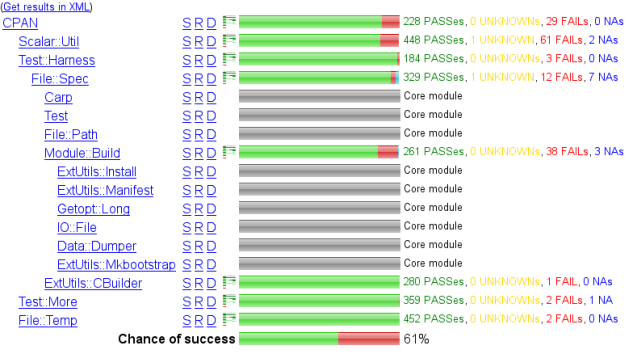 (Get results in XML)
CPAN S R D 228 PASSes, 0 UNKNOWNs, 29 FAILs, 0 NAs
Scalar::Util S R D 448 PASSes, 1 UNKNOWN, 61 FAILs, 2 NAs
Test::Harness S R D 184 PASSes, 0 UNKNOWNs, 3 FAILs, 0 NAs
File::Spec S R D 329 PASSes, 1 UNKNOWN, 12 FAILs, 7 NAs
Carp S R D Core module
Test S R D Core module
File::Path S R D Core module
Module::Build S R D 261 PASSes, 0 UNKNOWNs, 38 FAILs, 3 NAs
ExtUtils::Install S R D Core module
ExtUtils::Manifest S R D Core module
Getopt::Long S R D Core module
IO::File S R D Core module
Data::Dumper S R D Core module
ExtUtils::Mkbootstrap S R D Core module
ExtUtils::CBuilder S R D 280 PASSes, 0 UNKNOWNs, 1 FAIL, 0 NAs
Test::More S R D 359 PASSes, 0 UNKNOWNs, 2 FAILs, 1 NA
File::Temp S R D 452 PASSes, 0 UNKNOWNs, 2 FAILs, 0 NAs
Chance of success 61%